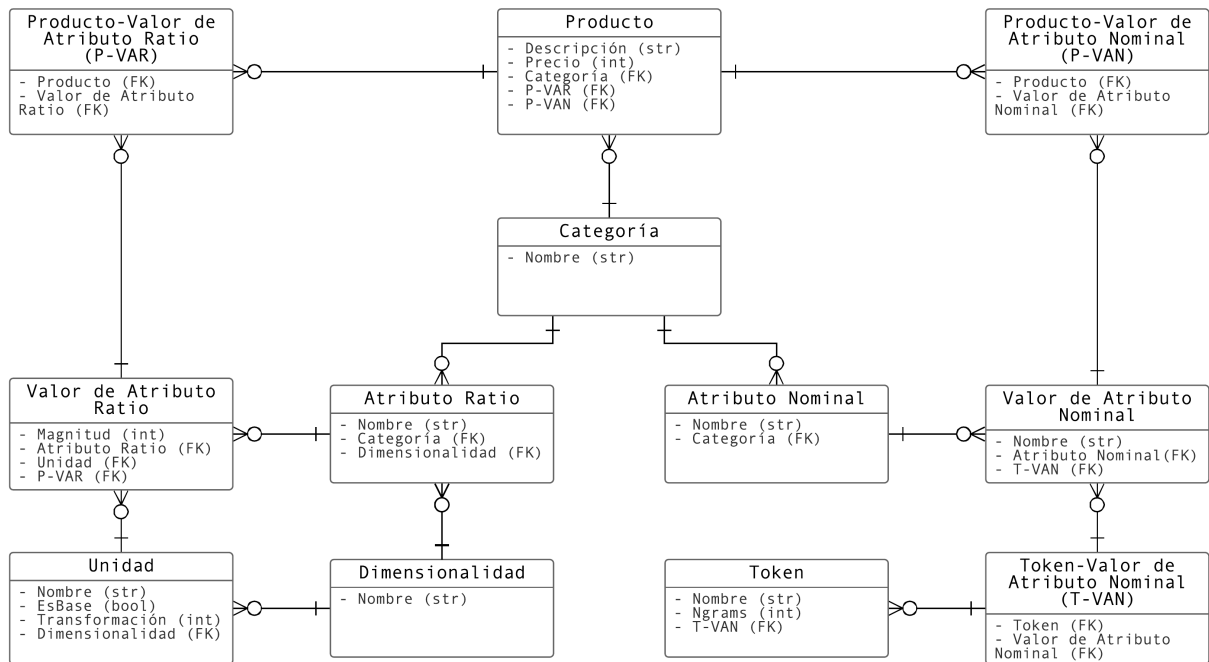 Producto-Valor de
Atributo Ratio
(P-VAR)
- Producto (FK)
- Valor de Atributo
Ratio (FK)
Producto
- Descripción (str)
- Precio (int)
- Categoría (FK)
- P-VAR (FK)
- P-VAN (FK)
Producto-Valor de
Atributo Nominal
(P-VAN)
- Producto (FK)
- Valor de Atributo
Nominal (FK)
Categoría
- Nombre (str)
Valor de Atributo
Ratio
- Magnitud (int)
- Atributo Ratio (FK)
- Unidad (FK)
- P-VAR (FK)
Atributo Ratio
- Nombre (str)
- Categoría (FK)
- Dimensionalidad (FK)
Atributo Nominal
- Nombre (str)
- Categoría (FK)
Valor de Atributo
Nominal
- Nombre (str)
- Atributo Nominal(FK)
- T-VAN (FK)
Unidad
- Nombre (str)
- EsBase (bool)
- Transformación (int)
- Dimensionalidad (FK)
Dimensionalidad
- Nombre (str)
Token
- Nombre (str)
- Ngrams (int)
- T-VAN (FK)
Token-Valor de
Atributo Nominal
(T-VAN)
- Token (FK)
- Valor de Atributo
Nominal (FK)